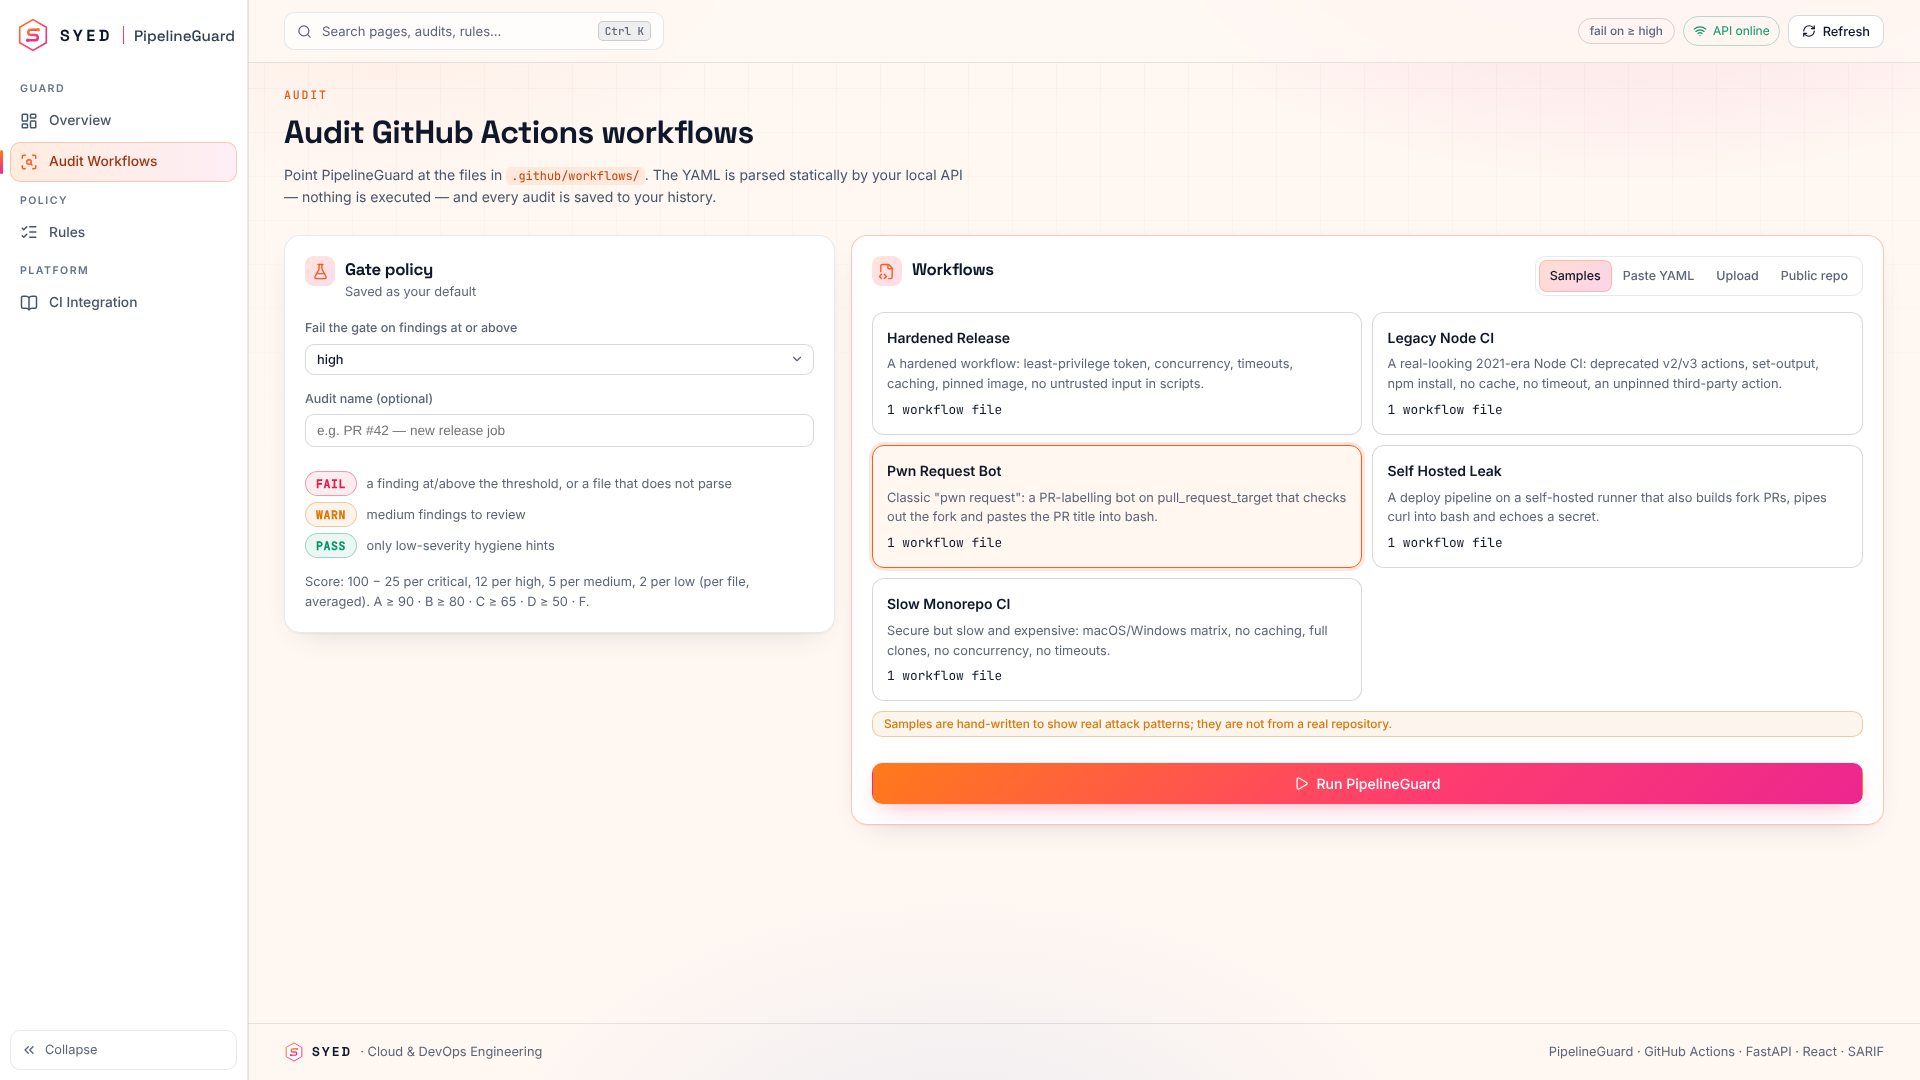 SYED | PipelineGuard
Search pages, audits, rules...
Ctrl K
fail on ≥ high
API online
Refresh
GUARD
Overview
Audit Workflows
POLICY
Rules
PLATFORM
CI Integration
Collapse
AUDIT
Audit GitHub Actions workflows
Point PipelineGuard at the files in .github/workflows/. The YAML is parsed statically by your local API
— nothing is executed — and every audit is saved to your history.
Gate policy
Saved as your default
Fail the gate on findings at or above
high
Audit name (optional)
e.g. PR #42 — new release job
FAIL a finding at/above the threshold, or a file that does not parse
WARN medium findings to review
PASS only low-severity hygiene hints
Score: 100 − 25 per critical, 12 per high, 5 per medium, 2 per low (per file,
averaged). A ≥ 90 · B ≥ 80 · C ≥ 65 · D ≥ 50 · F.
Workflows
Samples
Paste YAML
Upload
Public repo
Hardened Release
A hardened workflow: least-privilege token, concurrency, timeouts,
caching, pinned image, no untrusted input in scripts.
1 workflow file
Legacy Node CI
A real-looking 2021-era Node CI: deprecated v2/v3 actions, set-output,
npm install, no cache, no timeout, an unpinned third-party action.
1 workflow file
Pwn Request Bot
Classic "pwn request": a PR-labelling bot on pull_request_target that checks
out the fork and pastes the PR title into bash.
1 workflow file
Self Hosted Leak
A deploy pipeline on a self-hosted runner that also builds fork PRs, pipes
curl into bash and echoes a secret.
1 workflow file
Slow Monorepo CI
Secure but slow and expensive: macOS/Windows matrix, no caching, full
clones, no concurrency, no timeouts.
1 workflow file
Samples are hand-written to show real attack patterns; they are not from a real repository.
Run PipelineGuard
SYED · Cloud & DevOps Engineering
PipelineGuard · GitHub Actions · FastAPI · React · SARIF